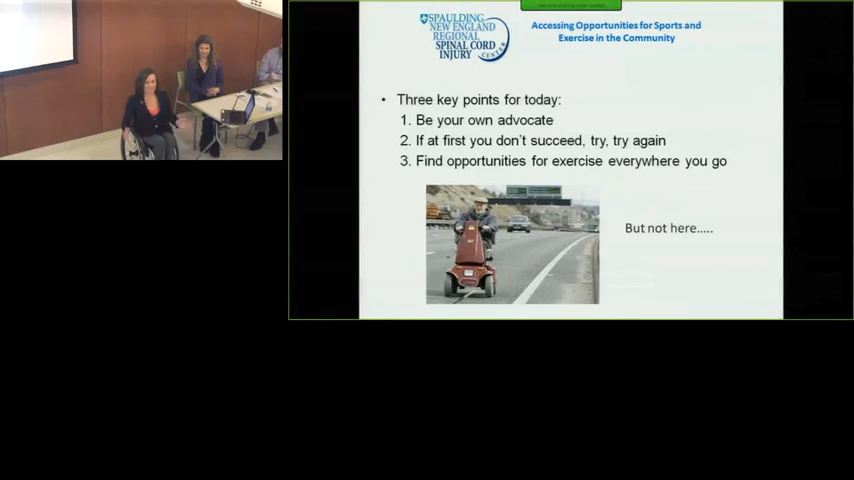 SPAULDING
NEW ENGLAND
REGIONAL
SPINAL CORD
INJURY
CENTER
Accessing Opportunities for Sports and
Exercise in the Community
• Three key points for today:
1. Be your own advocate
2. If at first you don't succeed, try, try again
3. Find opportunities for exercise everywhere you go
But not here.....